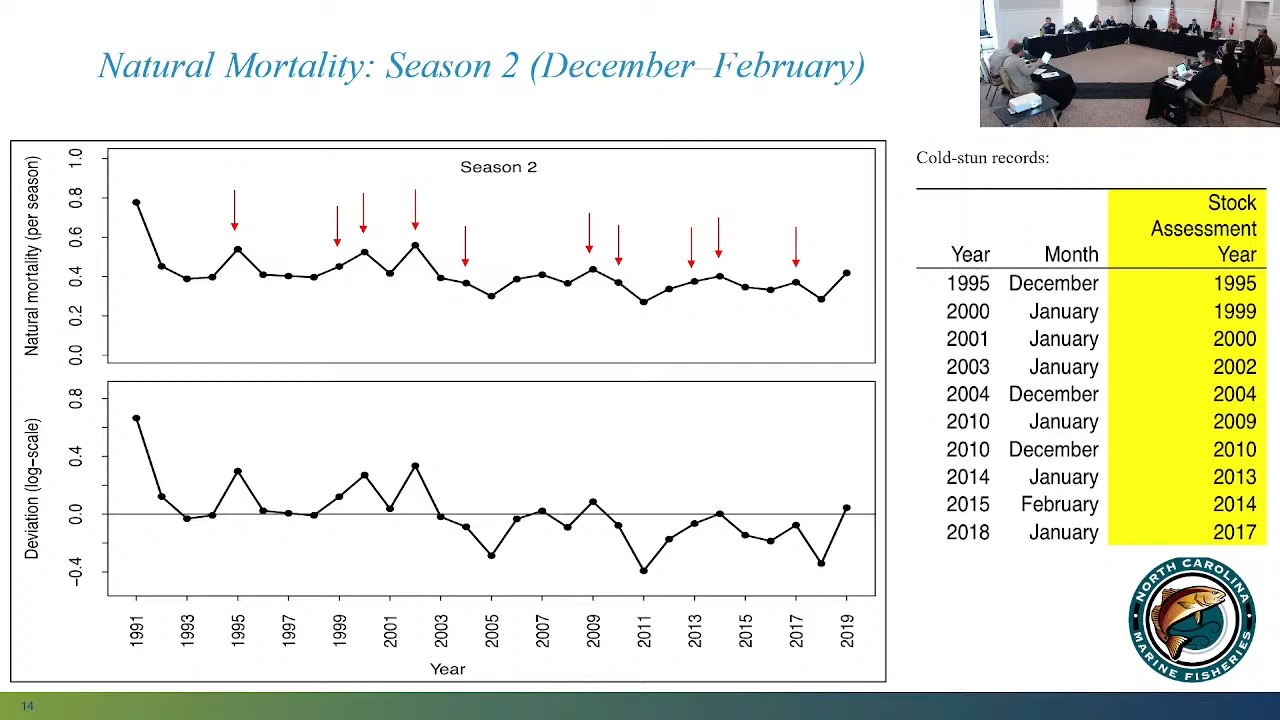 Natural Mortality: Season 2 (December–February)
Season 2
Natural mortality (per season)
1.0
0.8
0.6
0.4
0.2
0.0
Deviation (log−scale)
0.8
0.4
0.0
−0.4
1991 1993 1995 1997 1999 2001 2003 2005 2007 2009 2011 2013 2015 2017 2019
Year
Cold-stun records:
Stock
Assessment
Year Month Year
1995 December 1995
2000 January 1999
2001 January 2000
2003 January 2002
2004 December 2004
2010 January 2009
2010 December 2010
2014 January 2013
2015 February 2014
2018 January 2017
NORTH CAROLINA
MARINE FISHERIES
14